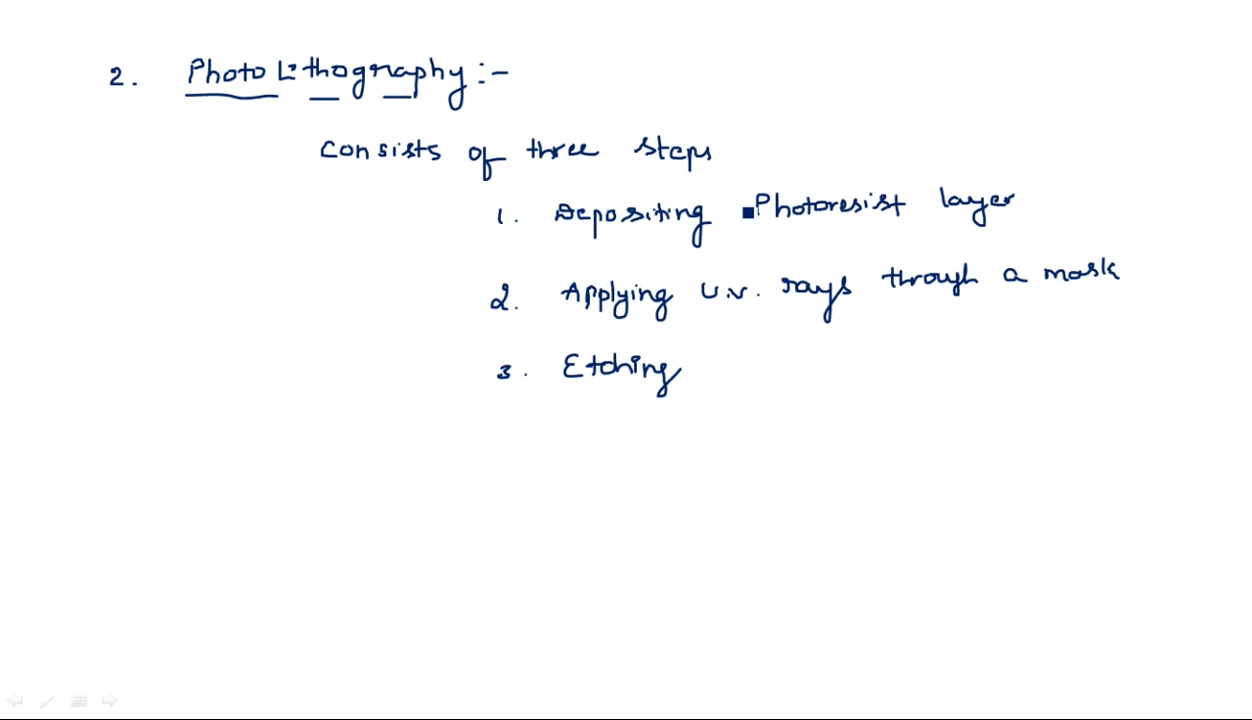 2. Photo Lithography :-
Consists of three steps
1. Depositing Photoresist layer
2. Applying U.V. rays through a mask
3. Etching